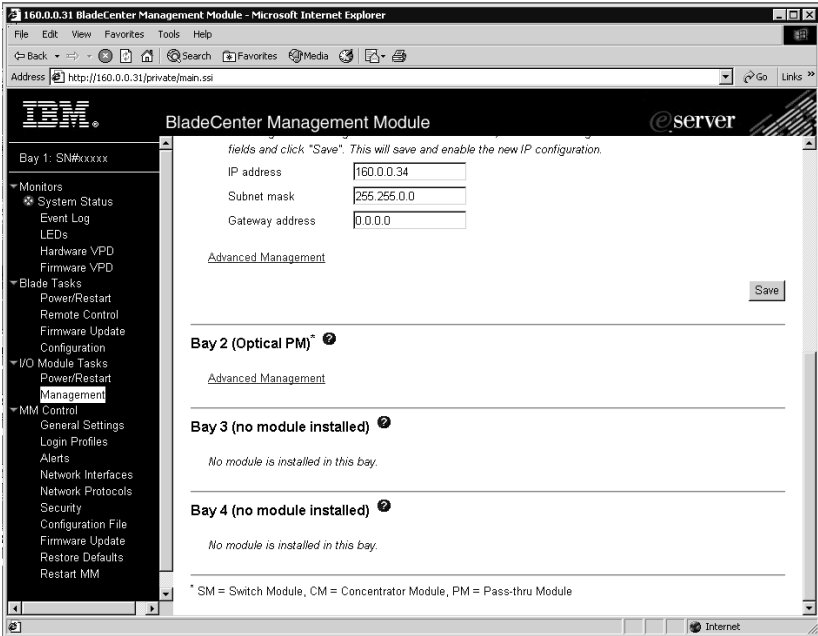 160.0.0.31 BladeCenter Management Module - Microsoft Internet Explorer
File Edit View Favorites Tools Help
Back Search Favorites Media
Address http://160.0.0.31/private/main.ssi Go Links »
IBM. BladeCenter Management Module @server
Bay 1: SN#xxxxx
Monitors
System Status
Event Log
LEDs
Hardware VPD
Firmware VPD
Blade Tasks
Power/Restart
Remote Control
Firmware Update
Configuration
I/O Module Tasks
Power/Restart
Management
MM Control
General Settings
Login Profiles
Alerts
Network Interfaces
Network Protocols
Security
Configuration File
Firmware Update
Restore Defaults
Restart MM
fields and click "Save". This will save and enable the new IP configuration.
IP address 160.0.0.34
Subnet mask 255.255.0.0
Gateway address 0.0.0.0
Advanced Management
Save
Bay 2 (Optical PM)* ?
Advanced Management
Bay 3 (no module installed) ?
No module is installed in this bay.
Bay 4 (no module installed) ?
No module is installed in this bay.
* SM = Switch Module, CM = Concentrator Module, PM = Pass-thru Module
Internet